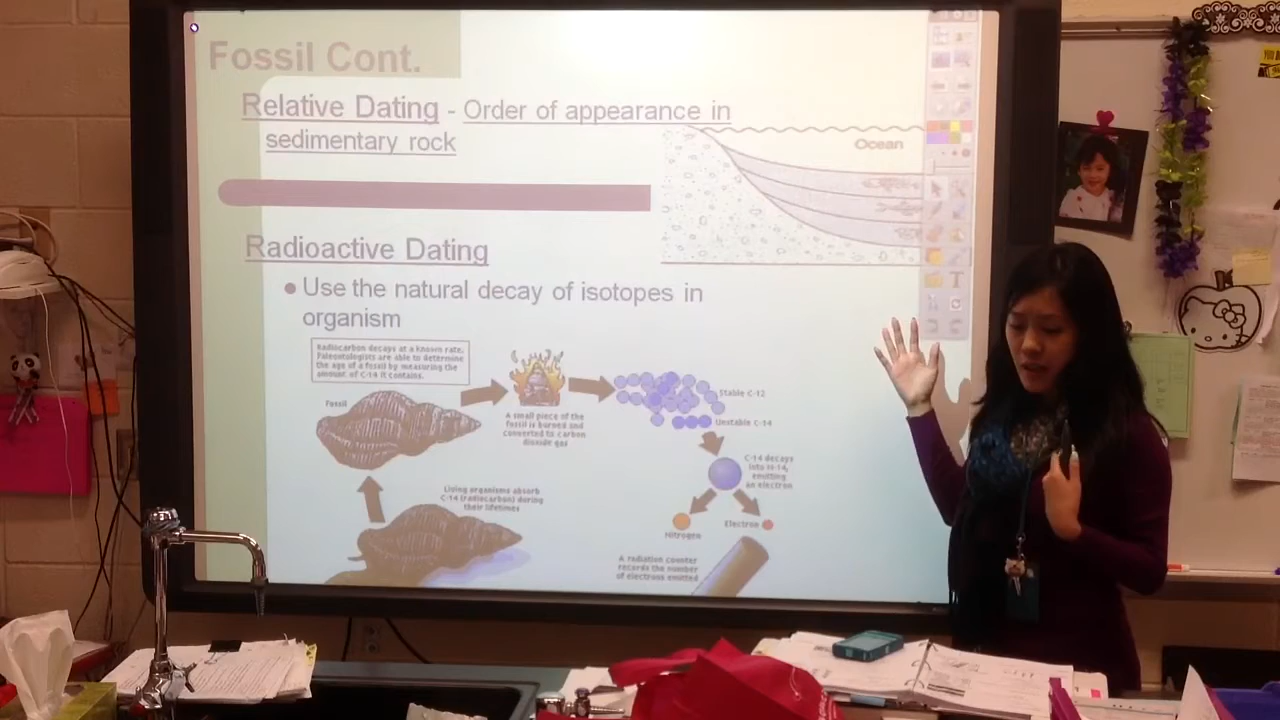 Fossil Cont.
Relative Dating - Order of appearance in
sedimentary rock
Ocean
Radioactive Dating
• Use the natural decay of isotopes in
organism
Radiocarbon decays at a known rate.
Paleontologists are able to determine
the age of a fossil by measuring the
amount of C-14 it contains.
Fossil
A small piece of the
fossil is burned and
converted to carbon
dioxide gas
Stable C-12
Unstable C-14
C-14 decays
into N-14,
emitting
an electron
Nitrogen
Electron
Living organisms absorb
C-14 (radiocarbon) during
their lifetimes
A radiation counter
records the number
of electrons emitted